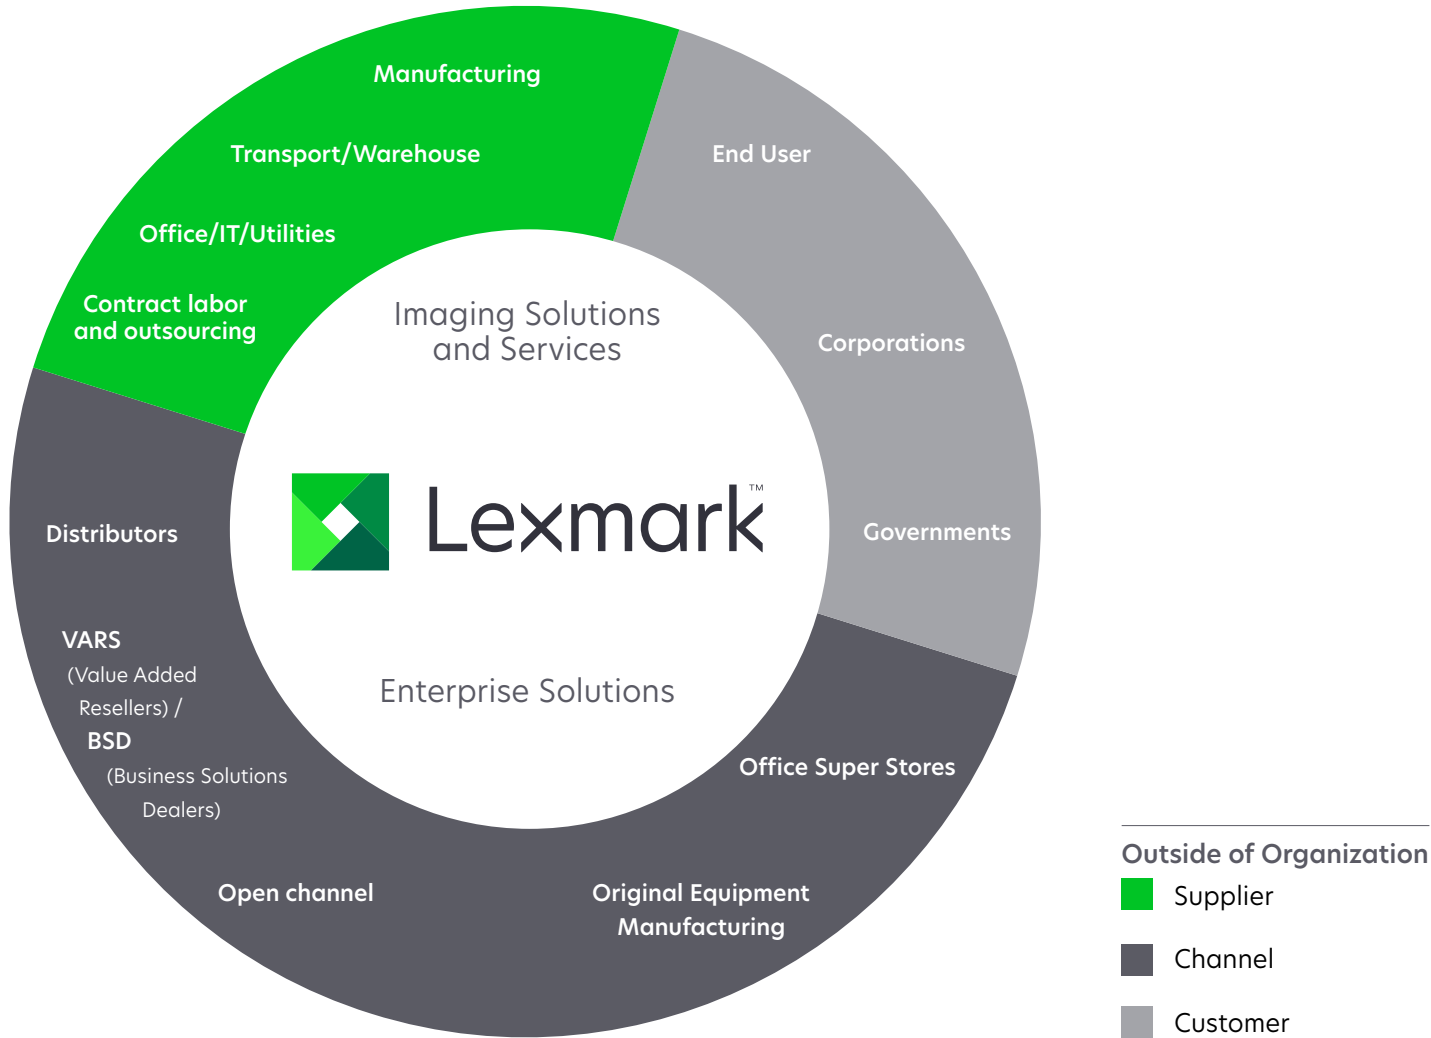 Manufacturing
Transport/Warehouse
Office/IT/Utilities
Contract labor
and outsourcing
End User
Corporations
Governments
Imaging Solutions
and Services
Lexmark™
Enterprise Solutions
Distributors
VARS
(Value Added
Resellers) /
BSD
(Business Solutions
Dealers)
Open channel
Original Equipment
Manufacturing
Office Super Stores
Outside of Organization
Supplier
Channel
Customer